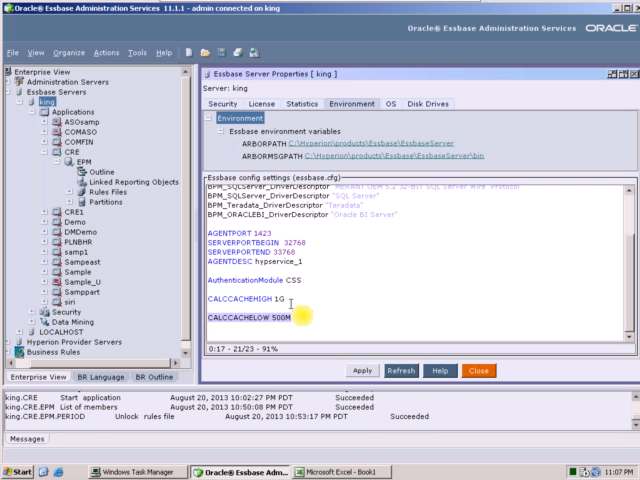 Oracle® Essbase Administration Services 11.1.1 - admin connected on king
Oracle® Essbase Administration Services ORACLE
File View Organize Actions Tools Help
Enterprise View
Administration Servers
Essbase Servers
king
Applications
ASOsamp
COMASO
COMFIN
CRE
EPM
Outline
Linked Reporting Objects
Rules Files
Partitions
CRE1
Demo
DMDemo
PLNBHR
samp1
Sampeast
Sample
Sample_U
Samppart
siri
Security
Data Mining
LOCALHOST
Hyperion Provider Servers
Business Rules
Enterprise View BR Language BR Outline
Essbase Server Properties [ king ]
Server: king
Security License Statistics Environment OS Disk Drives
Environment
Essbase environment variables
ARBORPATH C:\Hyperion\products\Essbase\EssbaseServer
ARBORMSGPATH C:\Hyperion\products\Essbase\EssbaseServer\bin
Essbase config settings (essbase.cfg)
BPM_SQLServer_DriverDescriptor "MERANT OEM 5.2 32-BIT SQL Server Wire Protocol"
BPM_Teradata_DriverDescriptor "Teradata"
BPM_ORACLEBI_DriverDescriptor "Oracle BI Server"
AGENTPORT 1423
SERVERPORTBEGIN 32768
SERVERPORTEND 33768
AGENTDESC hypservice_1
AuthenticationModule CSS
CALCCACHEHIGH 1G
CALCCACHELOW 500M
0:17 - 21/23 - 91%
Apply Refresh Help Close
king.CRE Start application August 20, 2013 10:02:27 PM PDT Succeeded
king.CRE.EPM List of members August 20, 2013 10:50:08 PM PDT Succeeded
king.CRE.EPM.PERIOD Unlock rules file August 20, 2013 10:53:17 PM PDT Succeeded
Messages
Start Windows Task Manager Oracle® Essbase Adm... Microsoft Excel - Book1 11:07 PM